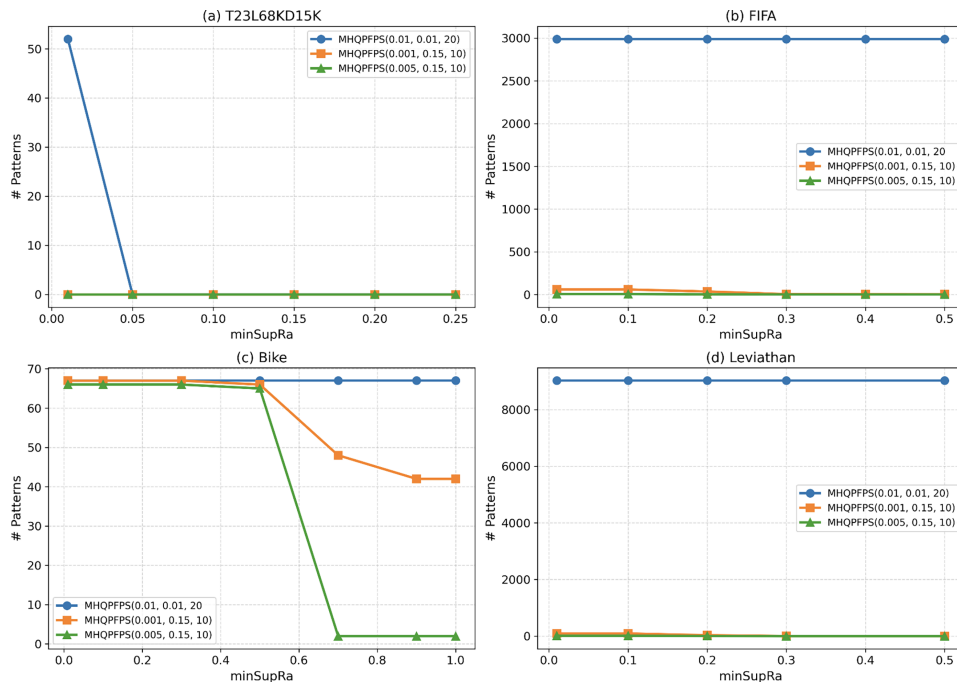 (a) T23L68KD15K
# Patterns
50
40
30
20
10
0
0.00 0.05 0.10 0.15 0.20 0.25
minSupRa
MHQPFPS(0.01, 0.01, 20)
MHQPFPS(0.001, 0.15, 10)
MHQPFPS(0.005, 0.15, 10)
(b) FIFA
# Patterns
3000
2500
2000
1500
1000
500
0
0.0 0.1 0.2 0.3 0.4 0.5
minSupRa
MHQPFPS(0.01, 0.01, 20
MHQPFPS(0.001, 0.15, 10)
MHQPFPS(0.005, 0.15, 10)
(c) Bike
# Patterns
70
60
50
40
30
20
10
0
0.0 0.2 0.4 0.6 0.8 1.0
minSupRa
MHQPFPS(0.01, 0.01, 20
MHQPFPS(0.001, 0.15, 10)
MHQPFPS(0.005, 0.15, 10)
(d) Leviathan
# Patterns
8000
6000
4000
2000
0
0.0 0.1 0.2 0.3 0.4 0.5
minSupRa
MHQPFPS(0.01, 0.01, 20)
MHQPFPS(0.001, 0.15, 10)
MHQPFPS(0.005, 0.15, 10)